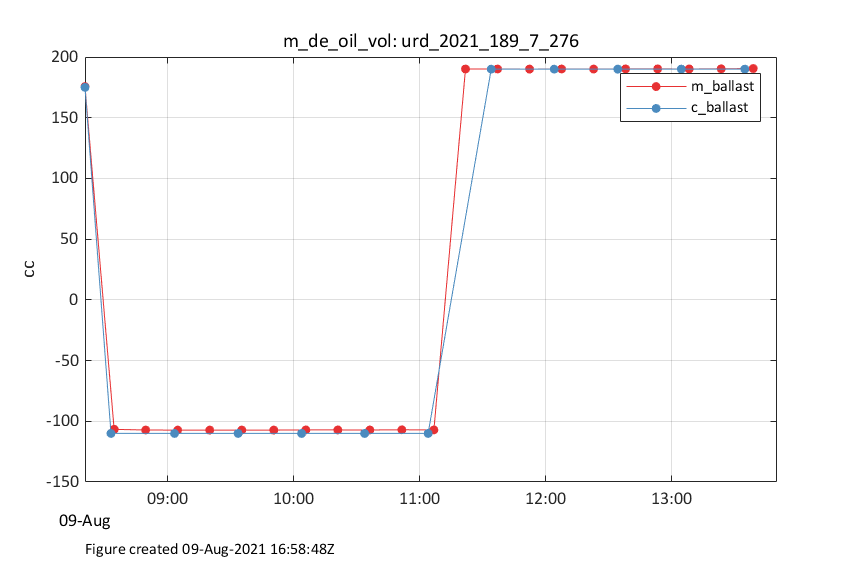 m_de_oil_vol: urd_2021_189_7_276
200
150
100
50
0
-50
-100
-150
cc
m_ballast
c_ballast
09:00
10:00
11:00
12:00
13:00
09-Aug
Figure created 09-Aug-2021 16:58:48Z